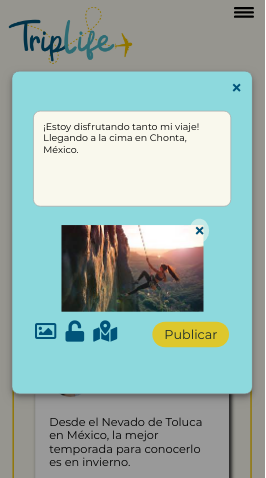 TripLife
¡Estoy disfrutando tanto mi viaje!
Llegando a la cima en Chonta,
México.
Publicar
Desde el Nevado de Toluca
en México, la mejor
temporada para conocerlo
es en invierno.